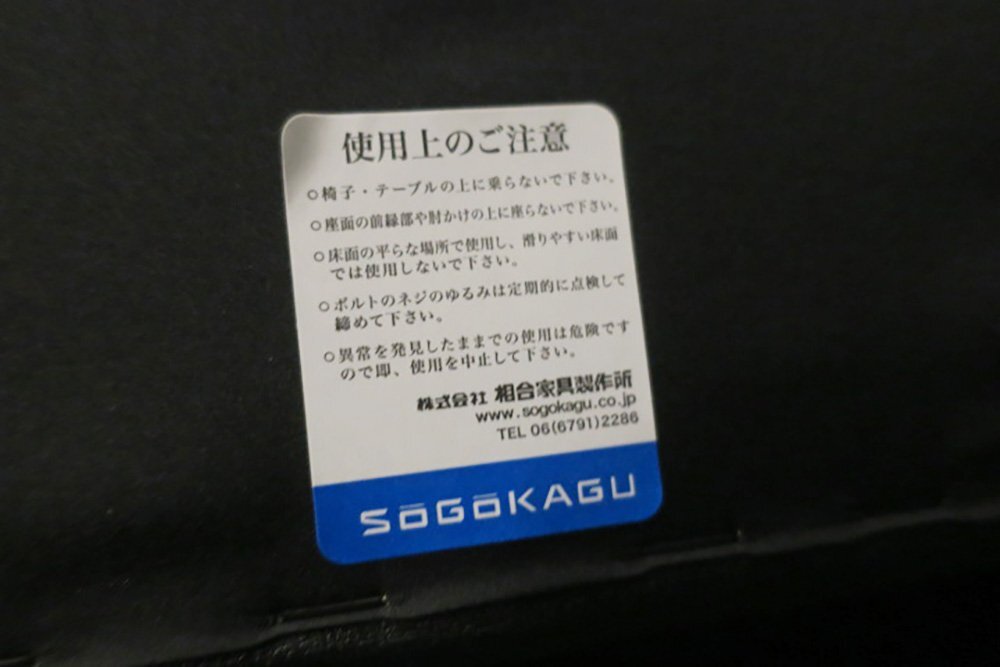 使用上のご注意
○椅子・テーブルの上に乗らないで下さい。
○座面の前縁部や肘かけの上に座らないで下さい。
○床面の平らな場所で使用し、滑りやすい床面
では使用しないで下さい。
○ボルトのネジのゆるみは定期的に点検して
締めて下さい。
○異常を発見したままでの使用は危険です
ので即、使用を中止して下さい。
株式会社 相合家具製作所
www.sogokagu.co.jp
TEL 06(6791)2286
SōGōKAGU